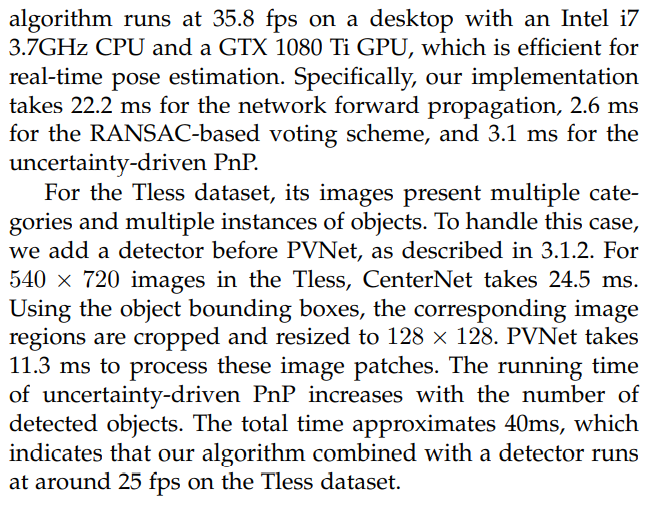 algorithm runs at 35.8 fps on a desktop with an Intel i7
3.7GHz CPU and a GTX 1080 Ti GPU, which is efficient for
real-time pose estimation. Specifically, our implementation
takes 22.2 ms for the network forward propagation, 2.6 ms
for the RANSAC-based voting scheme, and 3.1 ms for the
uncertainty-driven PnP.
For the Tless dataset, its images present multiple cate-
gories and multiple instances of objects. To handle this case,
we add a detector before PVNet, as described in 3.1.2. For
540 × 720 images in the Tless, CenterNet takes 24.5 ms.
Using the object bounding boxes, the corresponding image
regions are cropped and resized to 128 × 128. PVNet takes
11.3 ms to process these image patches. The running time
of uncertainty-driven PnP increases with the number of
detected objects. The total time approximates 40ms, which
indicates that our algorithm combined with a detector runs
at around 25 fps on the Tless dataset.